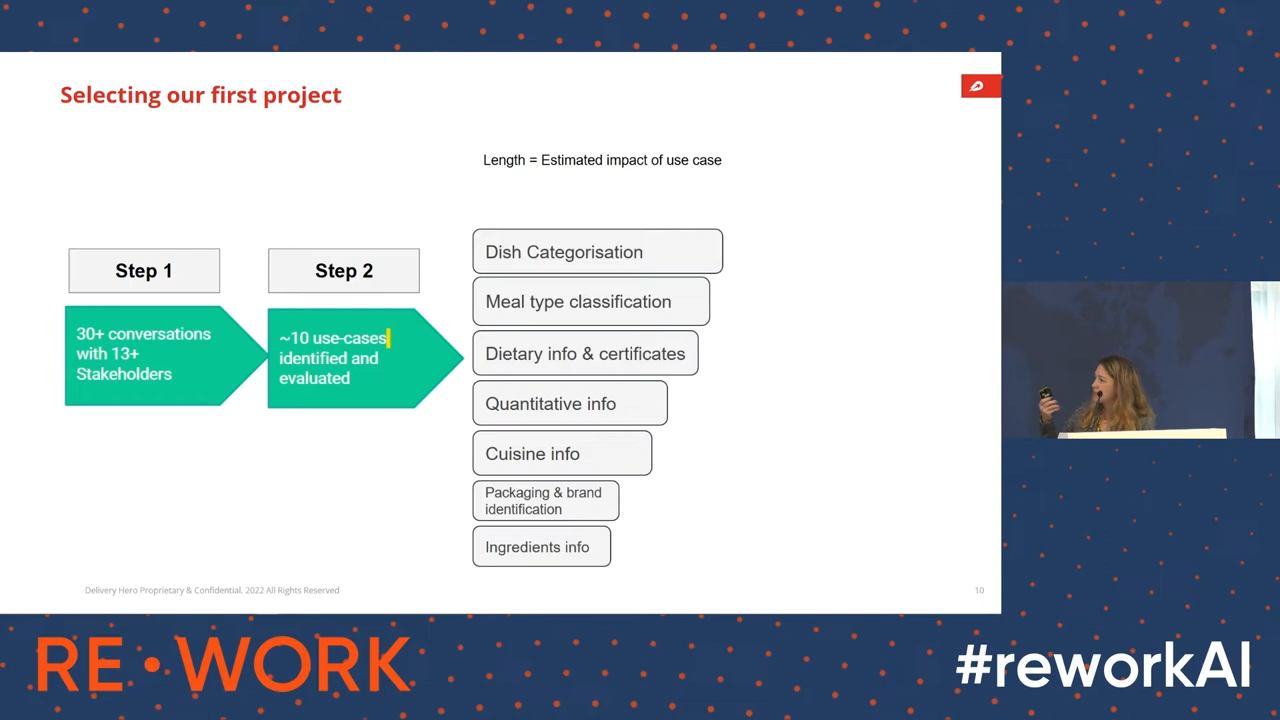 Selecting our first project
Length = Estimated impact of use case
Step 1
30+ conversations
with 13+
Stakeholders
Step 2
~10 use-cases
identified and
evaluated
Dish Categorisation
Meal type classification
Dietary info & certificates
Quantitative info
Cuisine info
Packaging & brand
identification
Ingredients info
Delivery Hero Proprietary & Confidential. 2022 All Rights Reserved
10
RE•WORK
#reworkAI